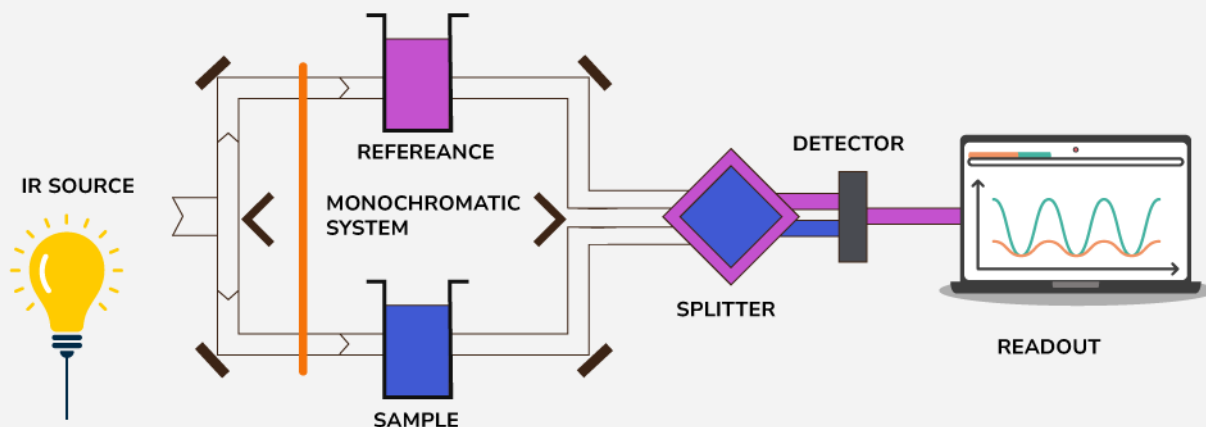 IR SOURCE
REFEREANCE
MONOCHROMATIC
SYSTEM
SAMPLE
SPLITTER
DETECTOR
READOUT